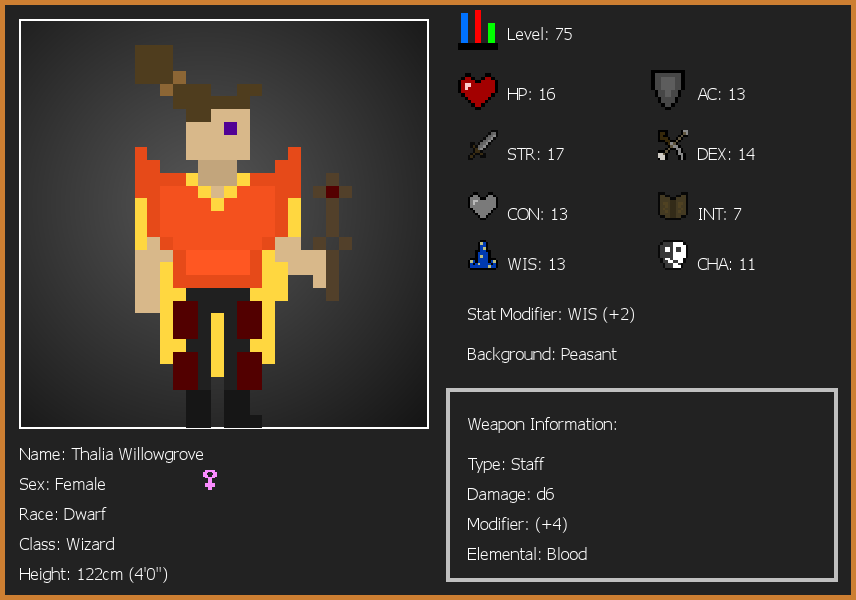 Level: 75
HP: 16
AC: 13
STR: 17
DEX: 14
CON: 13
INT: 7
WIS: 13
CHA: 11
Stat Modifier: WIS (+2)
Background: Peasant
Weapon Information:
Type: Staff
Damage: d6
Modifier: (+4)
Elemental: Blood
Name: Thalia Willowgrove
Sex: Female
Race: Dwarf
Class: Wizard
Height: 122cm (4'0")